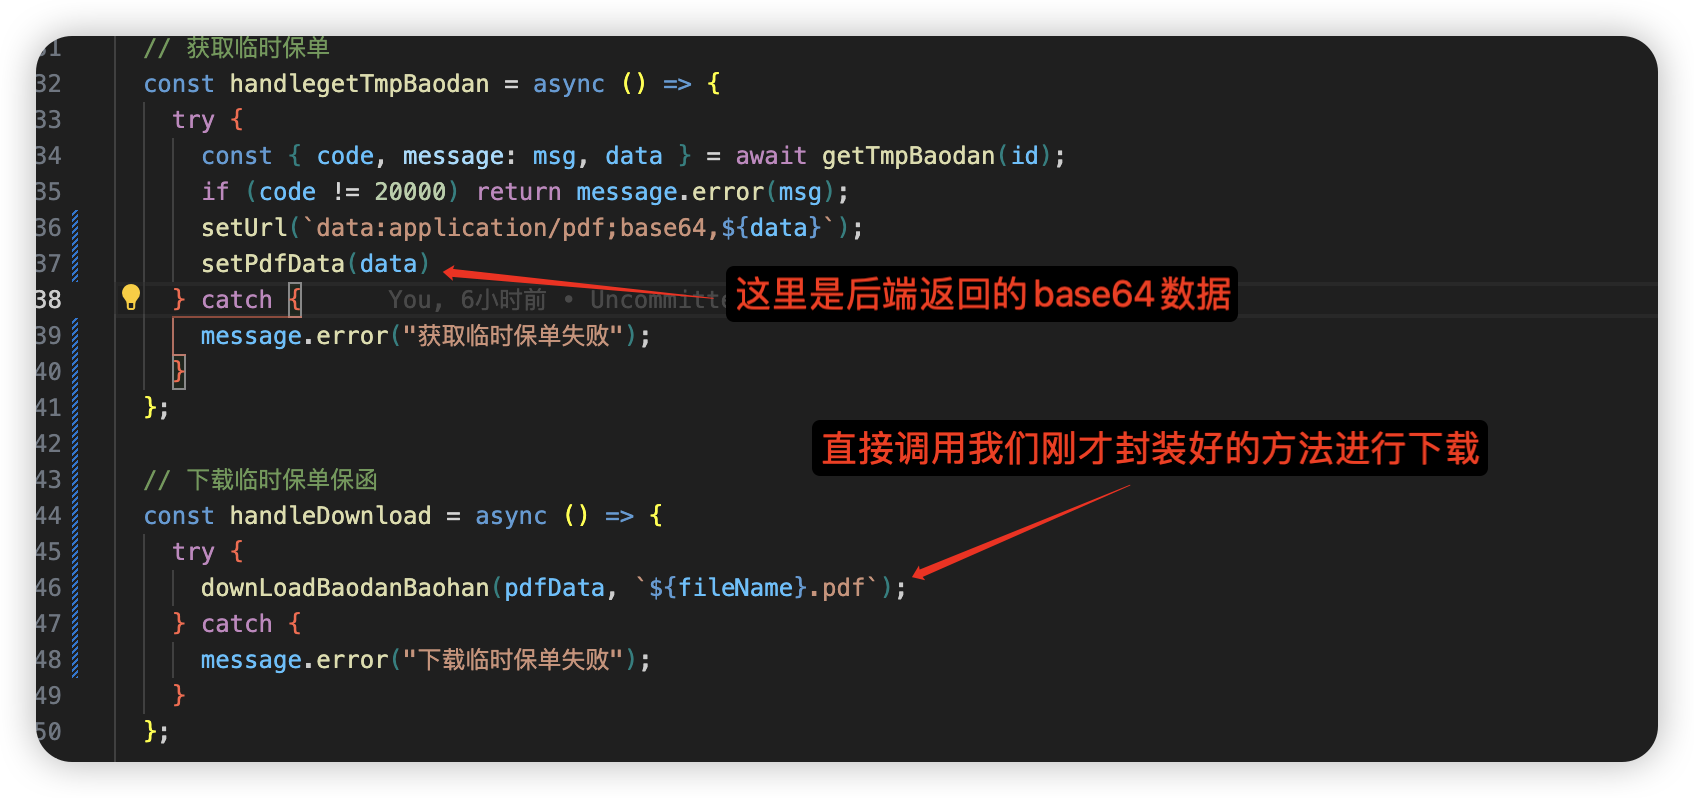 31 // 获取临时保单
32 const handlegetTmpBaodan = async () => {
33 try {
34 const { code, message: msg, data } = await getTmpBaodan(id);
35 if (code != 20000) return message.error(msg);
36 setUrl(`data:application/pdf;base64,${data}`);
37 setPdfData(data)
38 } catch { You, 6小时前 • Uncommitte
这里是后端返回的base64数据
39 message.error("获取临时保单失败");
40 }
41 };
42
直接调用我们刚才封装好的方法进行下载
43 // 下载临时保单保函
44 const handleDownload = async () => {
45 try {
46 downLoadBaodanBaohan(pdfData, `${fileName}.pdf`);
47 } catch {
48 message.error("下载临时保单失败");
49 }
50 };